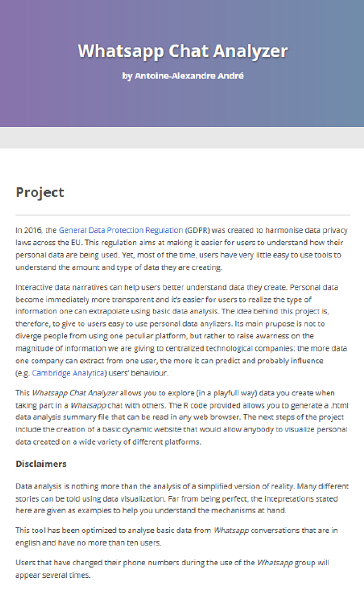 Whatsapp Chat Analyzer
by Antoine-Alexandre André
Project
In 2016, the General Data Protection Regulation (GDPR) was created to harmonise data privacy
laws across the EU. This regulation aims at making it easier for users to understand how their
personal data are being used. Yet, most of the time, users have very little easy to use tools to
understand the amount and type of data they are creating.
Interactive data narratives can help users better understand data they create. Personal data
become immediately more transparent and it's easier for users to realize the type of
information one can extrapolate using basic data analysis. The idea behind this project is,
therefore, to give to users easy to use personal data anylizers. Its main prupose is not to
diverge people from using one peculiar platform, but rather to raise awarness on the
magnitude of information we are giving to centralized technological companies: the more data
one company can extract from one user, the more it can predict and probably influence
(e.g. Cambridge Analytica) users' behaviour.
This Whatsapp Chat Analyzer allows you to explore (in a playfull way) data you create when
taking part in a Whatsapp chat with others. The R code provided allows you to generate a .html
data analysis summary file that can be read in any web browser. The next steps of the project
include the creation of a basic dynamic website that would allow anybody to visualize personal
data created on a wide variety of different platforms.
Disclaimers
Data analysis is nothing more than the analysis of a simplified version of reality. Many different
stories can be told using data visualization. Far from being perfect, the intepretations stated
here are given as examples to help you understand the mechanisms at hand.
This tool has been optimized to analyse basic data from Whatsapp conversations that are in
english and have no more than ten users.
Users that have changed their phone numbers during the use of the Whatsapp group will
appear several times.